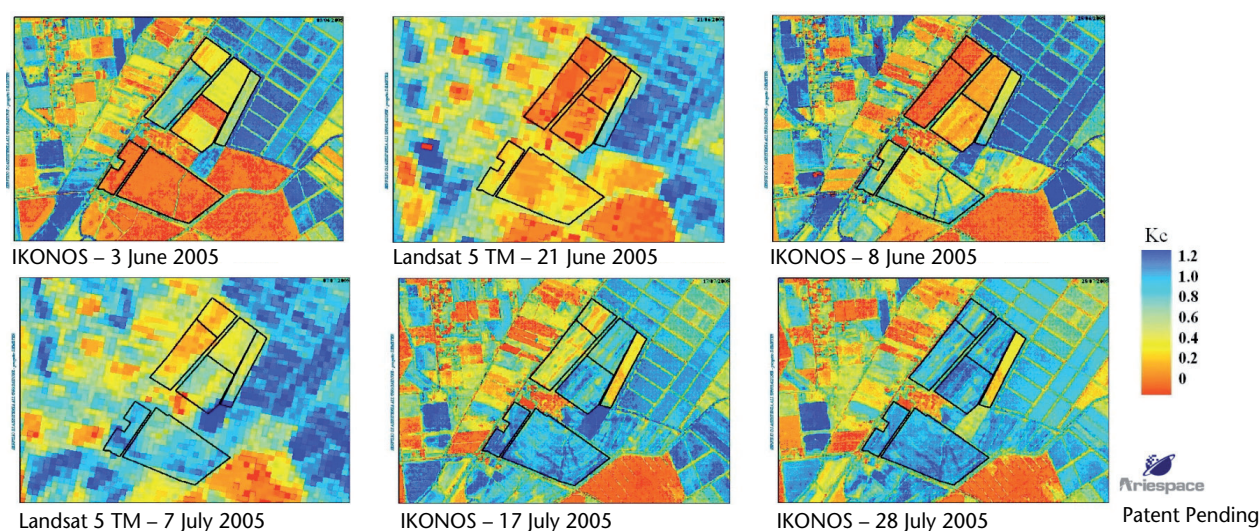 IKONOS – 3 June 2005
Landsat 5 TM – 21 June 2005
IKONOS – 8 June 2005
Kc
1.2
1.0
0.8
0.6
0.4
0.2
0
Landsat 5 TM – 7 July 2005
IKONOS – 17 July 2005
IKONOS – 28 July 2005
Ariespace
Patent Pending